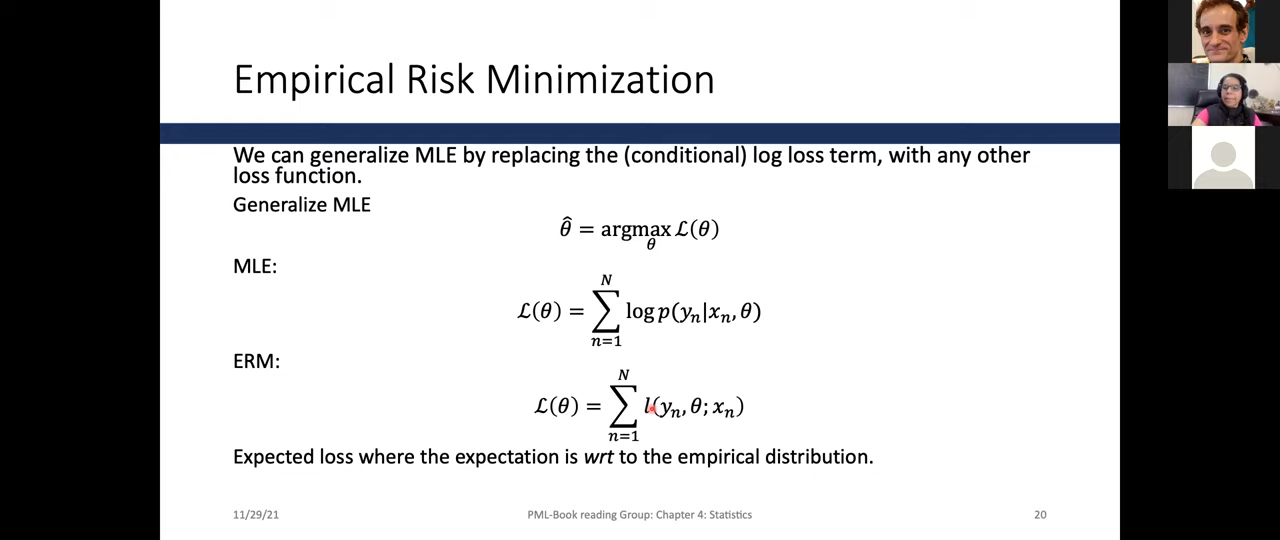 Empirical Risk Minimization
We can generalize MLE by replacing the (conditional) log loss term, with any other
loss function.
Generalize MLE
θ̂ = argmax_θ ℒ(θ)
MLE:
ℒ(θ) = ∑_{n=1}^{N} log p(y_n|x_n, θ)
ERM:
ℒ(θ) = ∑_{n=1}^{N} l(y_n, θ; x_n)
Expected loss where the expectation is wrt to the empirical distribution.
11/29/21 PML-Book reading Group: Chapter 4: Statistics 20